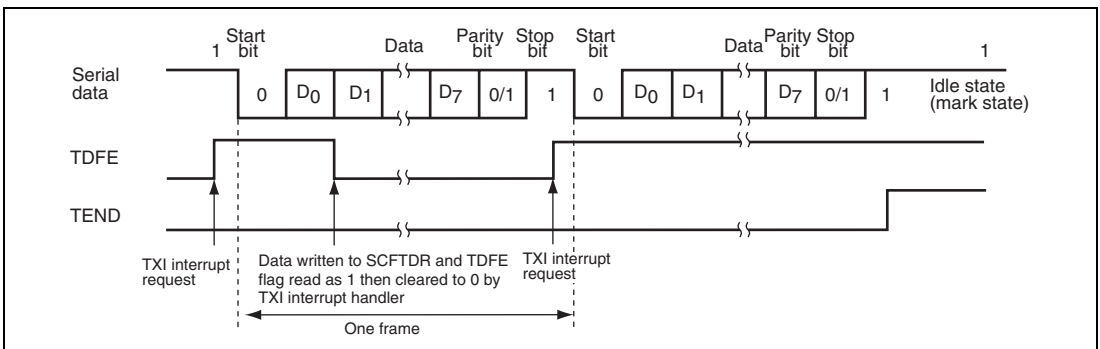 1 Start bit Data Parity bit Stop bit Start bit Data Parity bit Stop bit 1
Serial data 0 D0 D1 D7 0/1 1 0 D0 D1 D7 0/1 1 Idle state (mark state)
TDFE
TEND
TXI interrupt
request
Data written to SCFTDR and TDFE
flag read as 1 then cleared to 0 by
TXI interrupt handler
TXI interrupt
request
One frame